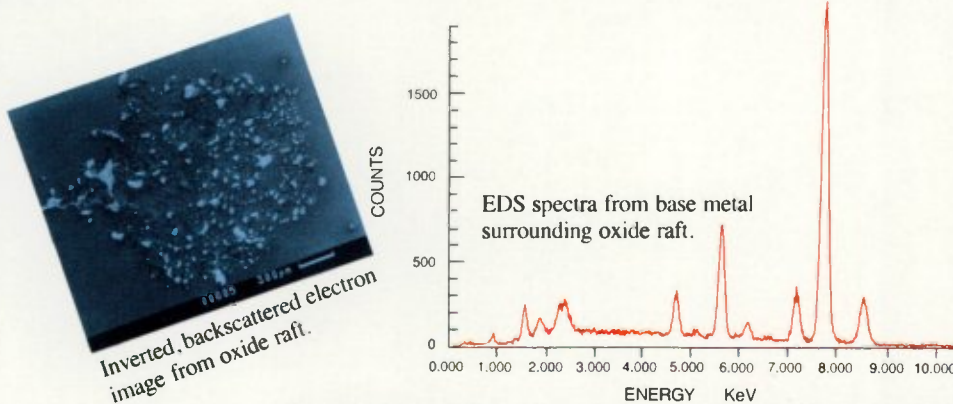 00005 300µm
Inverted, backscattered electron
image from oxide raft.
1500
1000
500
0
COUNTS
EDS spectra from base metal
surrounding oxide raft.
0.000 1.000 2.000 3.000 4.000 5.000 6.000 7.000 8.000 9.000 10.000
ENERGY KeV